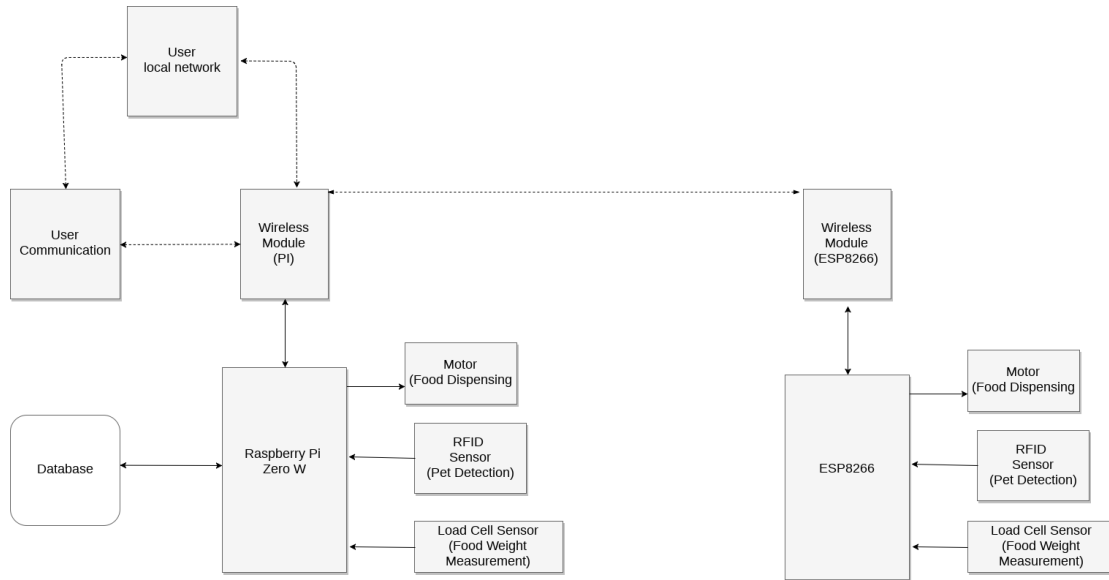 User
local network
User
Communication
Wireless
Module
(PI)
Wireless
Module
(ESP8266)
Motor
(Food Dispensing
Motor
(Food Dispensing
Database
Raspberry Pi
Zero W
RFID
Sensor
(Pet Detection)
ESP8266
RFID
Sensor
(Pet Detection)
Load Cell Sensor
(Food Weight
Measurement)
Load Cell Sensor
(Food Weight
Measurement)